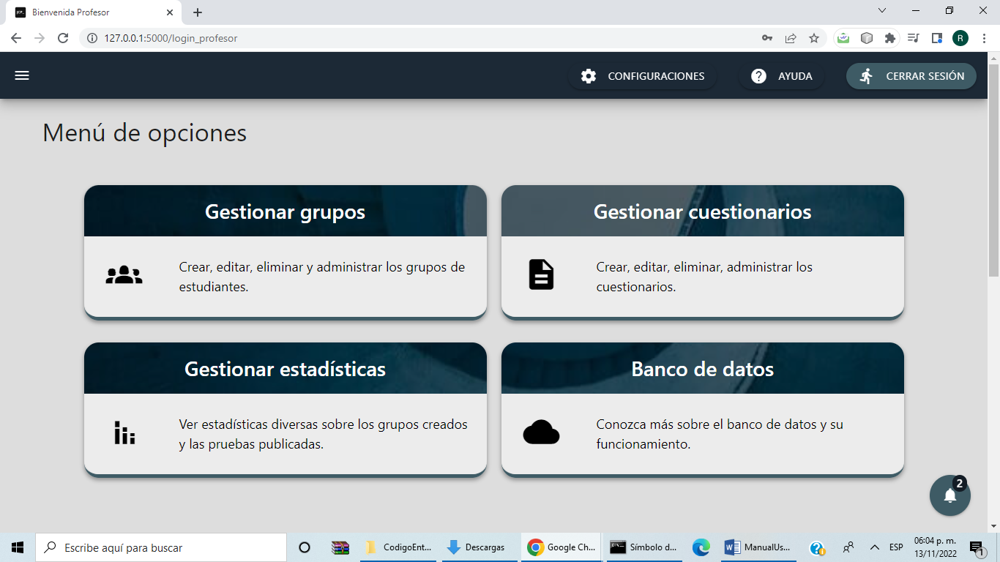 Bienvenida Profesor
127.0.0.1:5000/login_profesor
R
CONFIGURACIONES
AYUDA
CERRAR SESIÓN
Menú de opciones
Gestionar grupos
Crear, editar, eliminar y administrar los grupos de
estudiantes.
Gestionar cuestionarios
Crear, editar, eliminar, administrar los
cuestionarios.
Gestionar estadísticas
Ver estadísticas diversas sobre los grupos creados
y las pruebas publicadas.
Banco de datos
Conozca más sobre el banco de datos y su
funcionamiento.
2
Escribe aquí para buscar
CodigoEnt...
Descargas
Google Ch...
Símbolo d...
ManualUs...
ESP
06:04 p. m.
13/11/2022
1